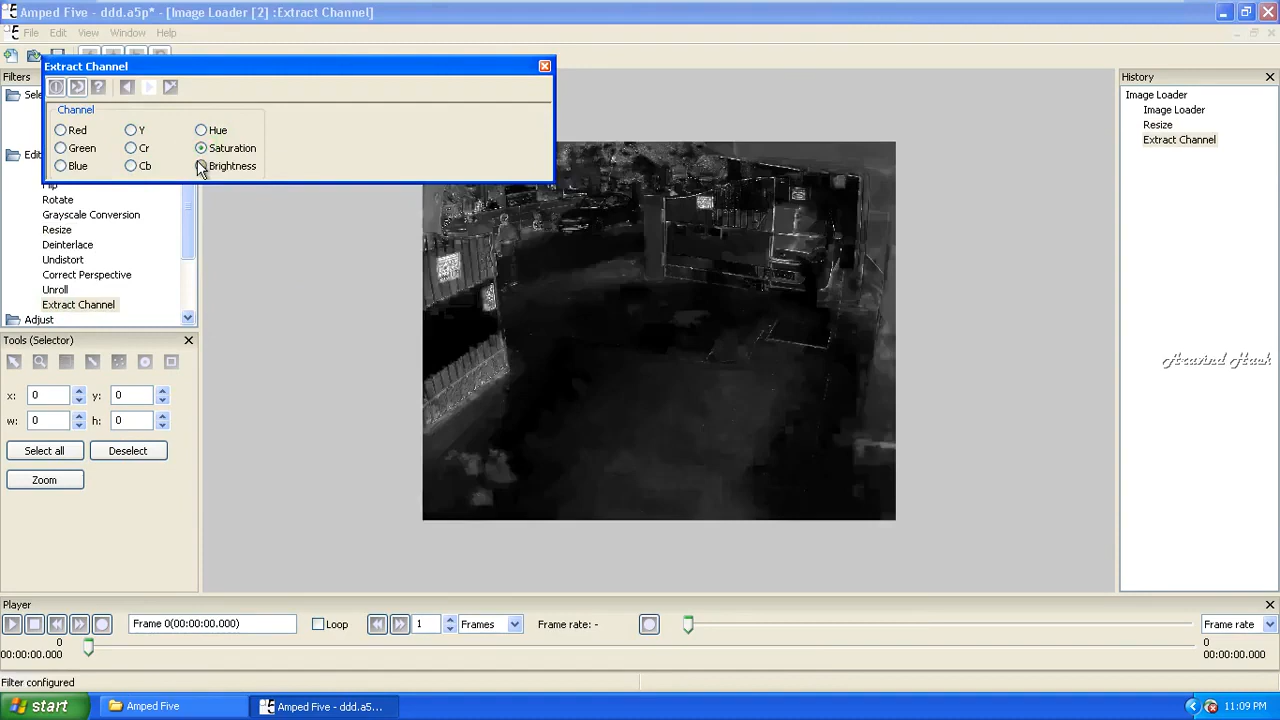 Amped Five - ddd.a5p* - [Image Loader [2] :Extract Channel]
File Edit View Window Help
Extract Channel
Filters
Channel
Red Y Hue
Green Cr Saturation
Blue Cb Brightness
Rotate
Grayscale Conversion
Resize
Deinterlace
Undistort
Correct Perspective
Unroll
Extract Channel
Adjust
Tools (Selector)
x: 0 y: 0
w: 0 h: 0
Select all Deselect
Zoom
History
Image Loader
Image Loader
Resize
Extract Channel
Aravind Hack
Player
Frame 0(00:00:00.000) Loop 1 Frames Frame rate: - Frame rate
0 0
00:00:00.000 00:00:00.000
Filter configured
start Amped Five Amped Five - ddd.a5p... 11:09 PM